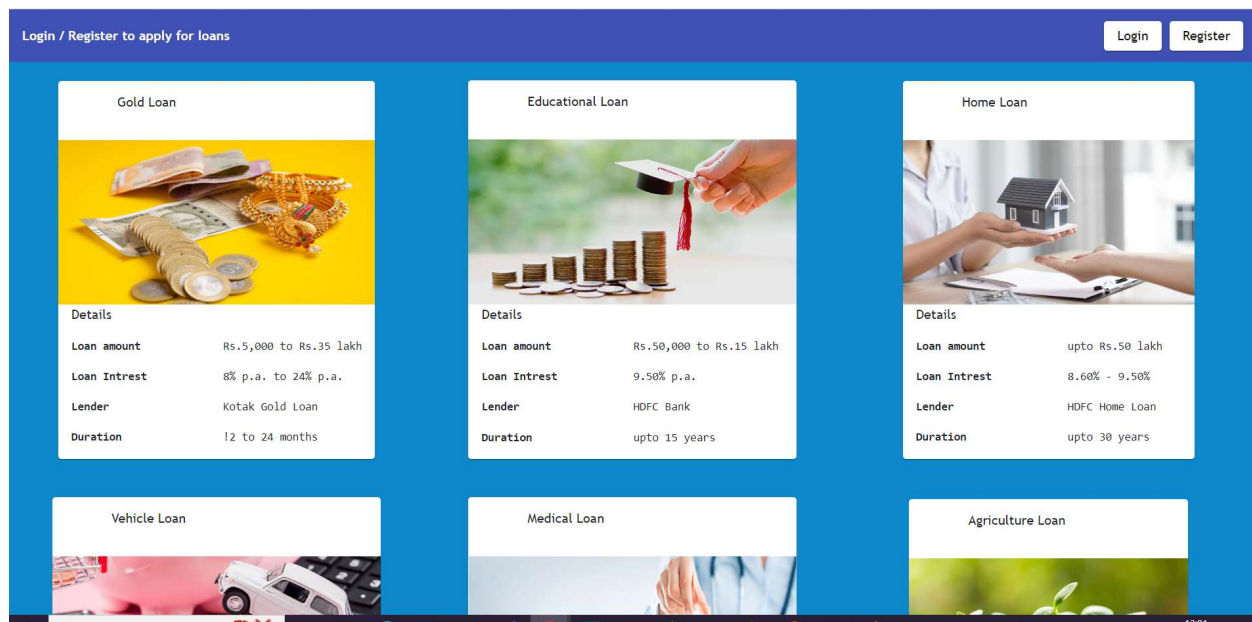 Login / Register to apply for loans
Login
Register
Gold Loan
Details
Loan amount Rs.5,000 to Rs.35 lakh
Loan Intrest 8% p.a. to 24% p.a.
Lender Kotak Gold Loan
Duration !2 to 24 months
Educational Loan
Details
Loan amount Rs.50,000 to Rs.15 lakh
Loan Intrest 9.50% p.a.
Lender HDFC Bank
Duration upto 15 years
Home Loan
Details
Loan amount upto Rs.50 lakh
Loan Intrest 8.60% - 9.50%
Lender HDFC Home Loan
Duration upto 30 years
Vehicle Loan
Medical Loan
Agriculture Loan